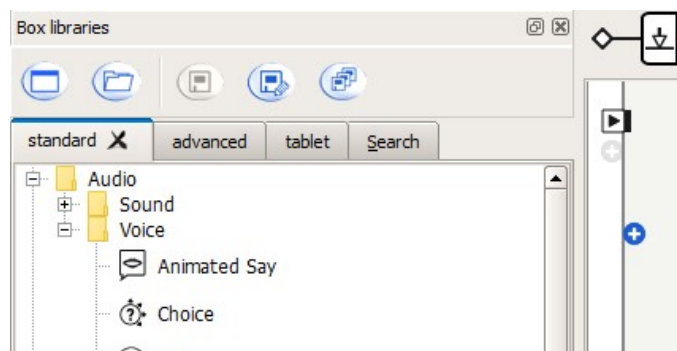 Box libraries
standard advanced tablet Search
Audio
Sound
Voice
Animated Say
Choice